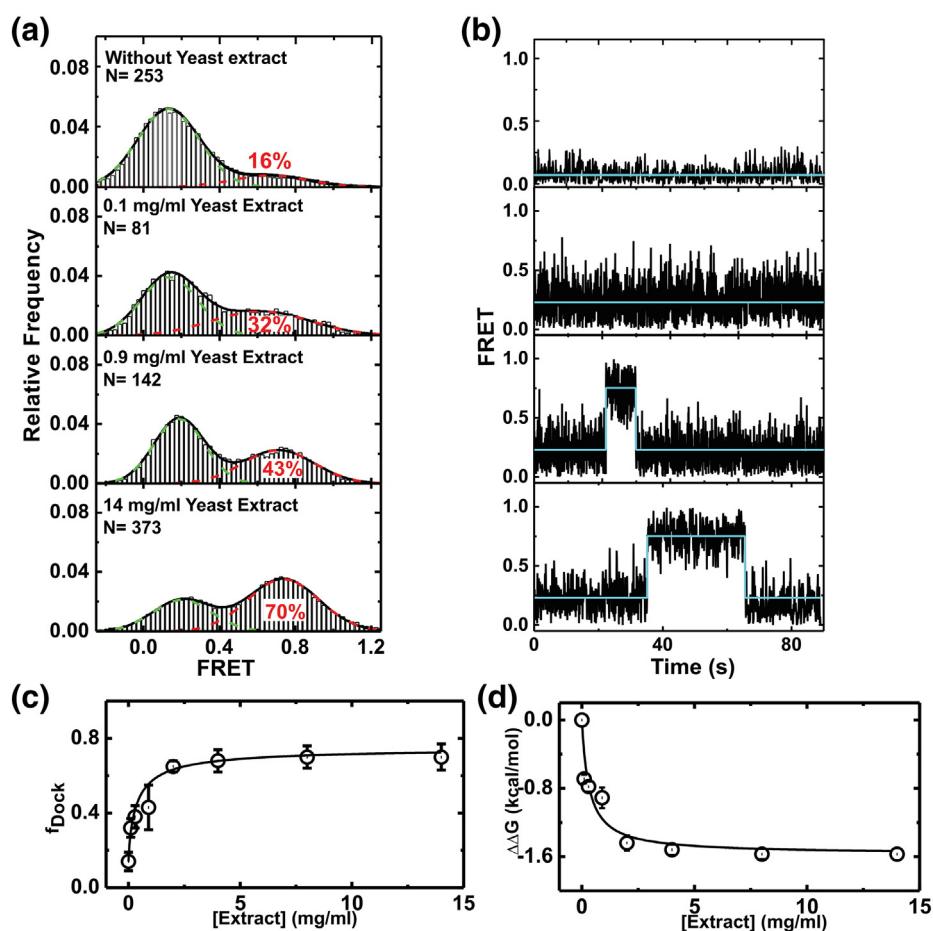 (a)
Without Yeast extract
N= 253
16%
0.1 mg/ml Yeast Extract
N= 81
32%
0.9 mg/ml Yeast Extract
N= 142
43%
14 mg/ml Yeast Extract
N= 373
70%
0.08
0.04
0.00
0.08
0.04
0.00
0.08
0.04
0.00
0.08
0.04
0.00
Relative Frequency
0.0 0.4 0.8 1.2
FRET
(b)
1.0
0.5
0.0
1.0
0.5
0.0
1.0
0.5
0.0
1.0
0.5
0.0
FRET
0 40 80
Time (s)
(c)
0.8
0.4
0.0
fDock
0 5 10 15
[Extract] (mg/ml)
(d)
0.0
-0.8
-1.6
ΔΔG (kcal/mol)
0 5 10 15
[Extract] (mg/ml)